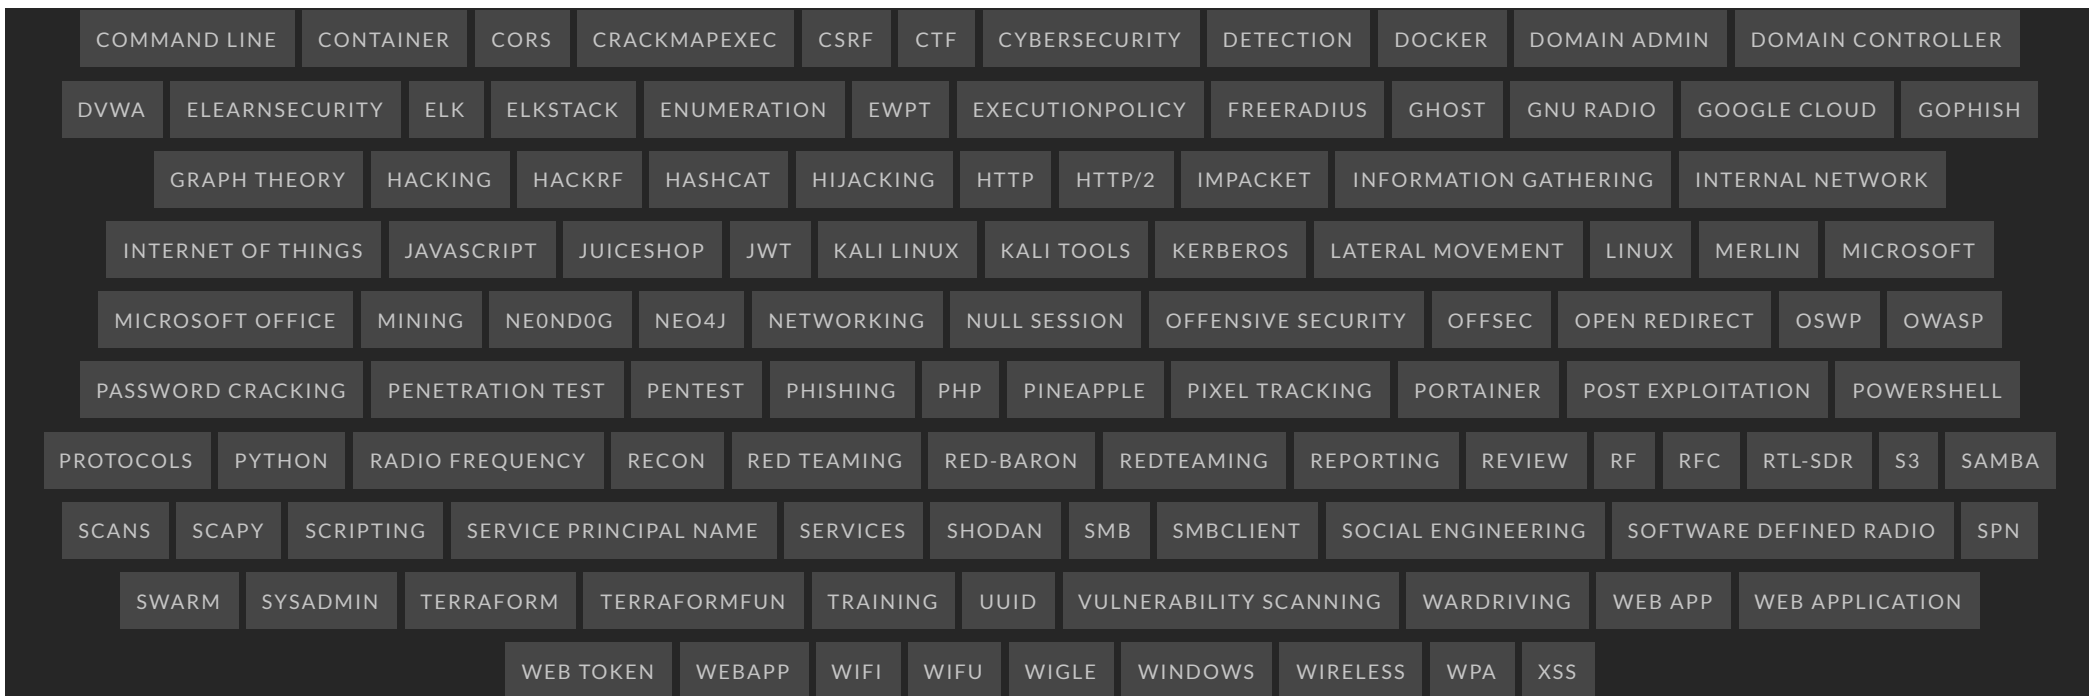 COMMAND LINE CONTAINER CORS CRACKMAPEXEC CSRF CTF CYBERSECURITY DETECTION DOCKER DOMAIN ADMIN DOMAIN CONTROLLER
DVWA ELEARNSECURITY ELK ELKSTACK ENUMERATION EWPT EXECUTIONPOLICY FREERADIUS GHOST GNU RADIO GOOGLE CLOUD GOPHISH
GRAPH THEORY HACKING HACKRF HASHCAT HIJACKING HTTP HTTP/2 IMPACKET INFORMATION GATHERING INTERNAL NETWORK
INTERNET OF THINGS JAVASCRIPT JUICESHOP JWT KALI LINUX KALI TOOLS KERBEROS LATERAL MOVEMENT LINUX MERLIN MICROSOFT
MICROSOFT OFFICE MINING NE0ND0G NEO4J NETWORKING NULL SESSION OFFENSIVE SECURITY OFFSEC OPEN REDIRECT OSWP OWASP
PASSWORD CRACKING PENETRATION TEST PENTEST PHISHING PHP PINEAPPLE PIXEL TRACKING PORTAINER POST EXPLOITATION POWERSHELL
PROTOCOLS PYTHON RADIO FREQUENCY RECON RED TEAMING RED-BARON REDTEAMING REPORTING REVIEW RF RFC RTL-SDR S3 SAMBA
SCANS SCAPY SCRIPTING SERVICE PRINCIPAL NAME SERVICES SHODAN SMB SMBCLIENT SOCIAL ENGINEERING SOFTWARE DEFINED RADIO SPN
SWARM SYSADMIN TERRAFORM TERRAFORMFUN TRAINING UUID VULNERABILITY SCANNING WARDRIVING WEB APP WEB APPLICATION
WEB TOKEN WEBAPP WIFI WIFU WIGLE WINDOWS WIRELESS WPA XSS